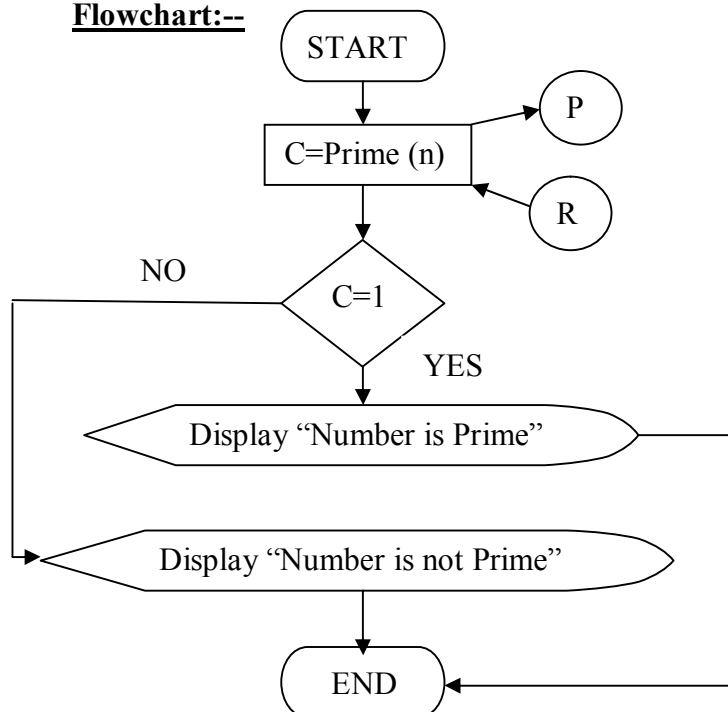 Flowchart:--
START
P
C=Prime (n)
R
NO
C=1
YES
Display “Number is Prime”
Display “Number is not Prime”
END